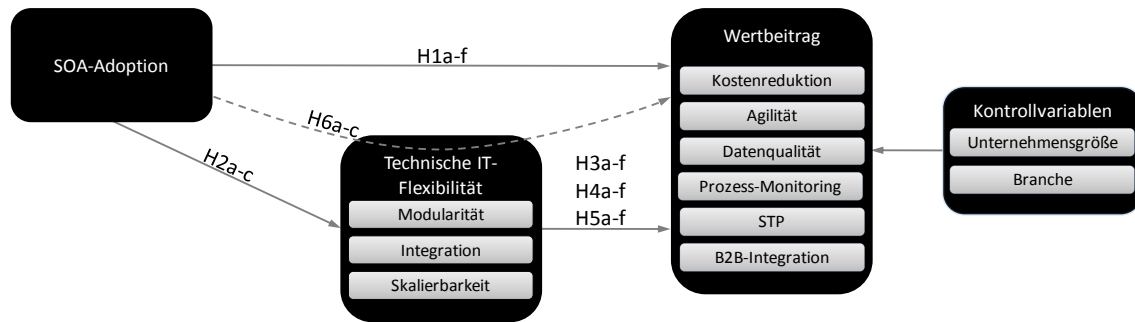 SOA-Adoption
H1a-f
H6a-c
H2a-c
Technische IT-
Flexibilität
Modularität
Integration
Skalierbarkeit
H3a-f
H4a-f
H5a-f
Wertbeitrag
Kostenreduktion
Agilität
Datenqualität
Prozess-Monitoring
STP
B2B-Integration
Kontrollvariablen
Unternehmensgröße
Branche